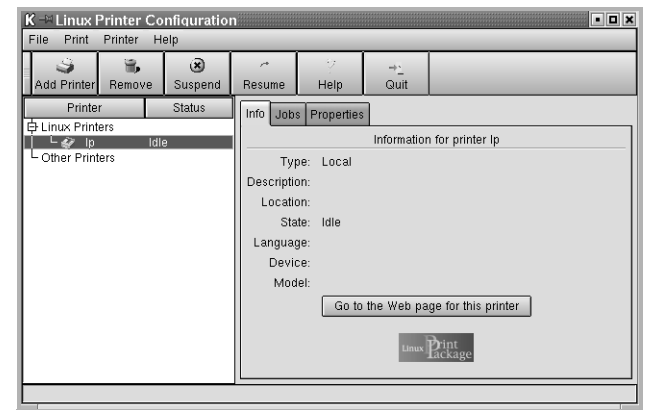 Linux Printer Configuration
File Print Printer Help
Add Printer Remove Suspend Resume Help Quit
Printer Status
Linux Printers
lp Idle
Other Printers
Info Jobs Properties
Information for printer lp
Type: Local
Description:
Location:
State: Idle
Language:
Device:
Model:
Go to the Web page for this printer
Linux Print Package